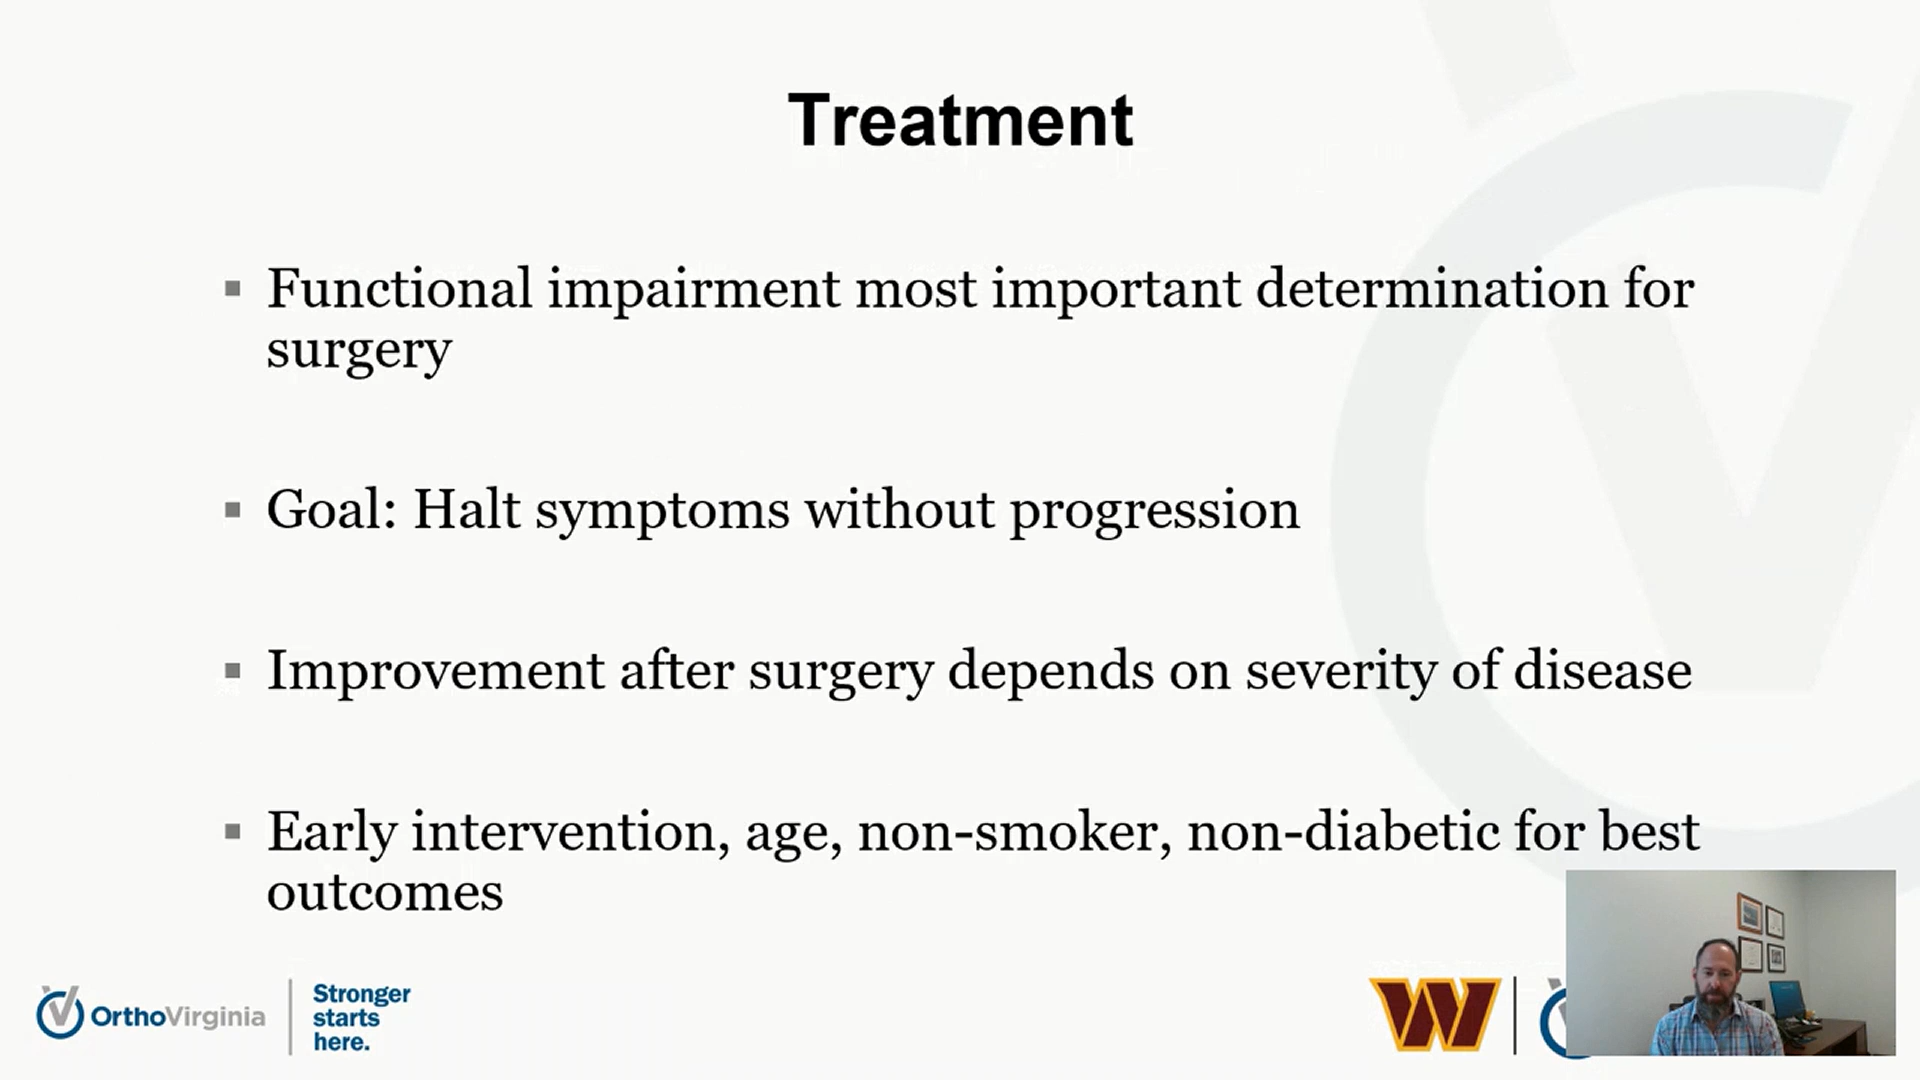 Treatment
Functional impairment most important determination for
surgery
Goal: Halt symptoms without progression
Improvement after surgery depends on severity of disease
Early intervention, age, non-smoker, non-diabetic for best
outcomes
OrthoVirginia
Stronger
starts
here.
W